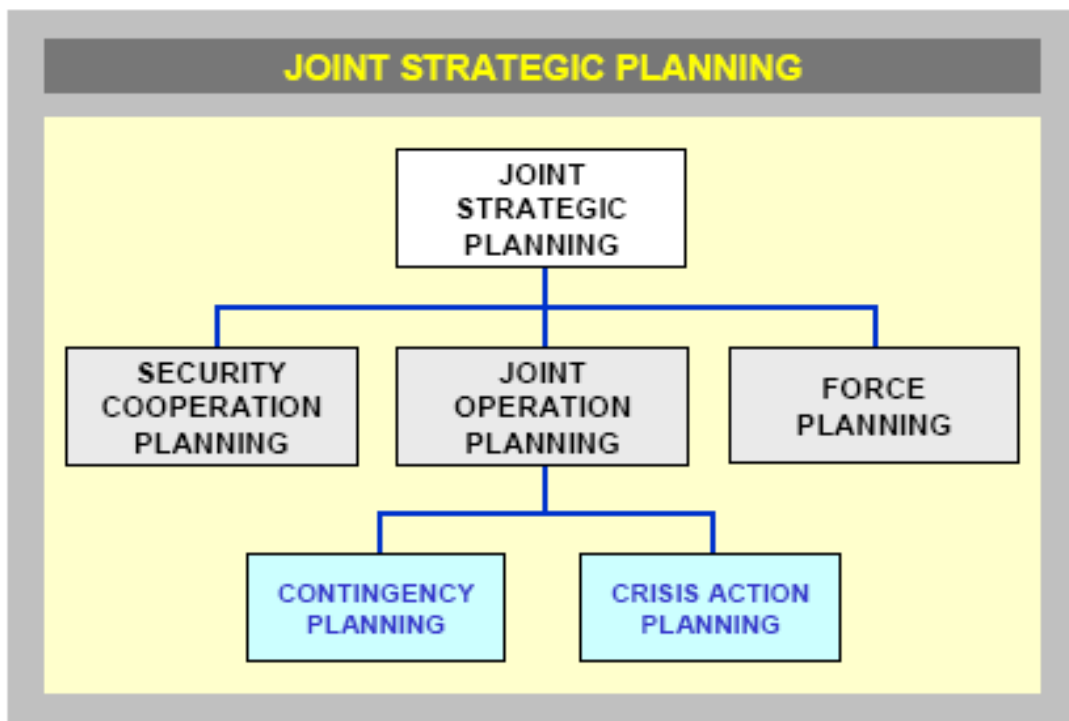 JOINT STRATEGIC PLANNING
JOINT
STRATEGIC
PLANNING
SECURITY
COOPERATION
PLANNING
JOINT
OPERATION
PLANNING
FORCE
PLANNING
CONTINGENCY
PLANNING
CRISIS ACTION
PLANNING